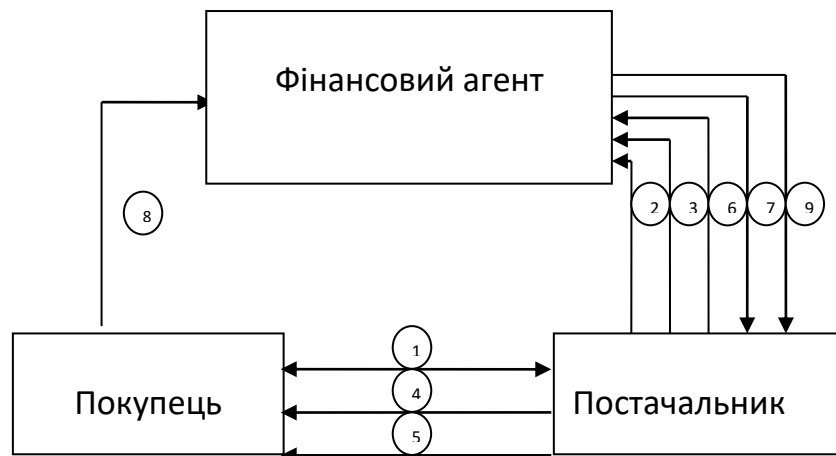 Фінансовий агент
8
2 3 6 7 9
1
4
5
Покупець
Постачальник